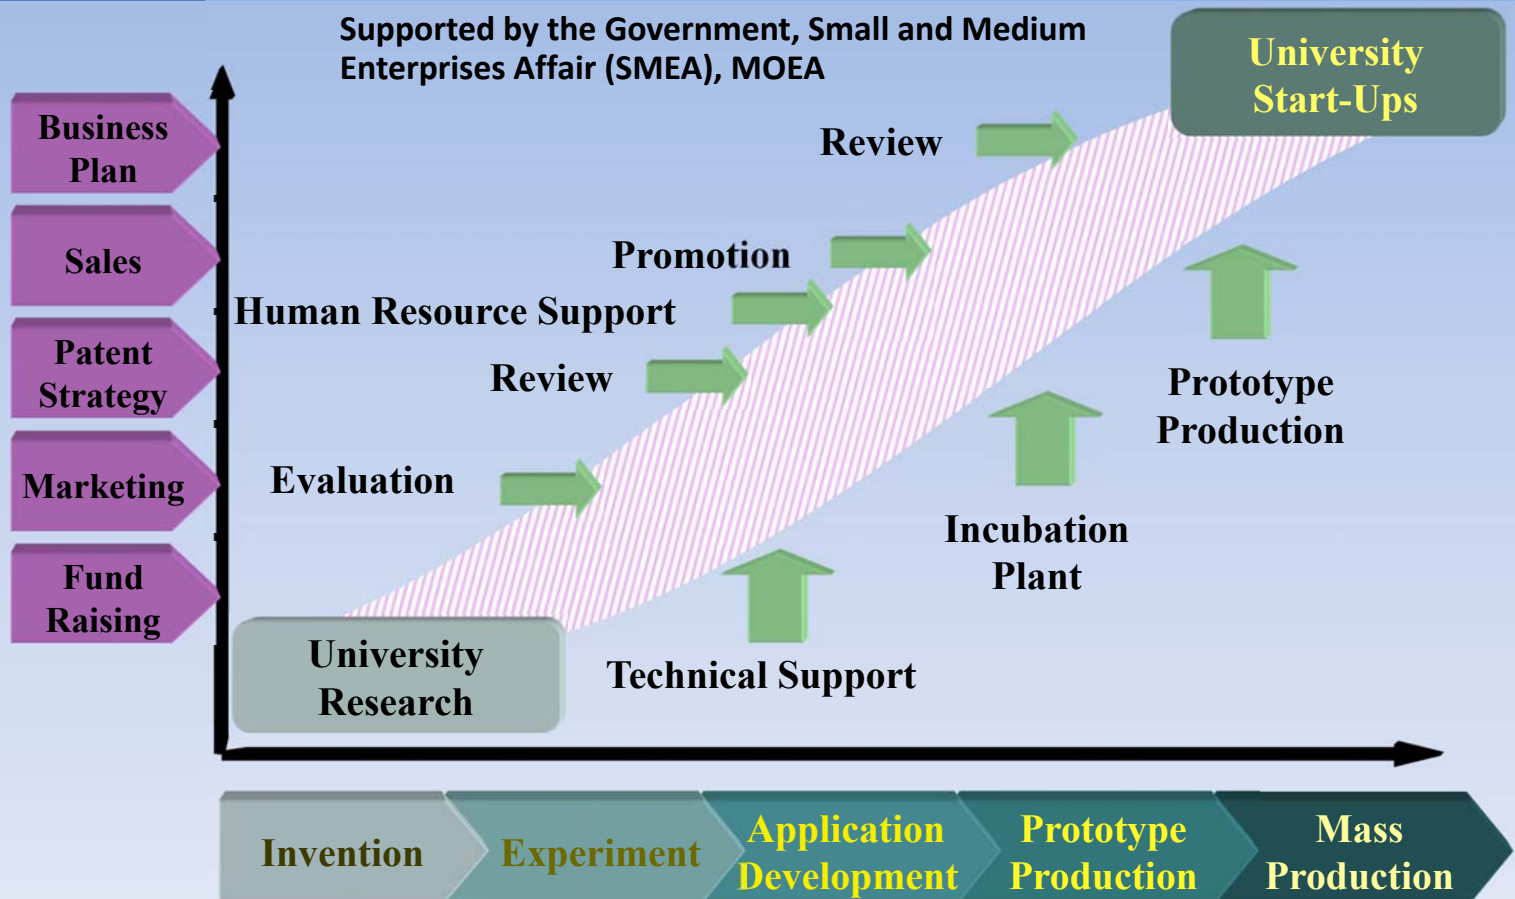 Supported by the Government, Small and Medium
Enterprises Affair (SMEA), MOEA
University
Start-Ups
Business
Plan
Sales
Patent
Strategy
Marketing
Fund
Raising
Review
Promotion
Human Resource Support
Review
Evaluation
Prototype
Production
Incubation
Plant
Technical Support
University
Research
Invention
Experiment
Application
Development
Prototype
Production
Mass
Production